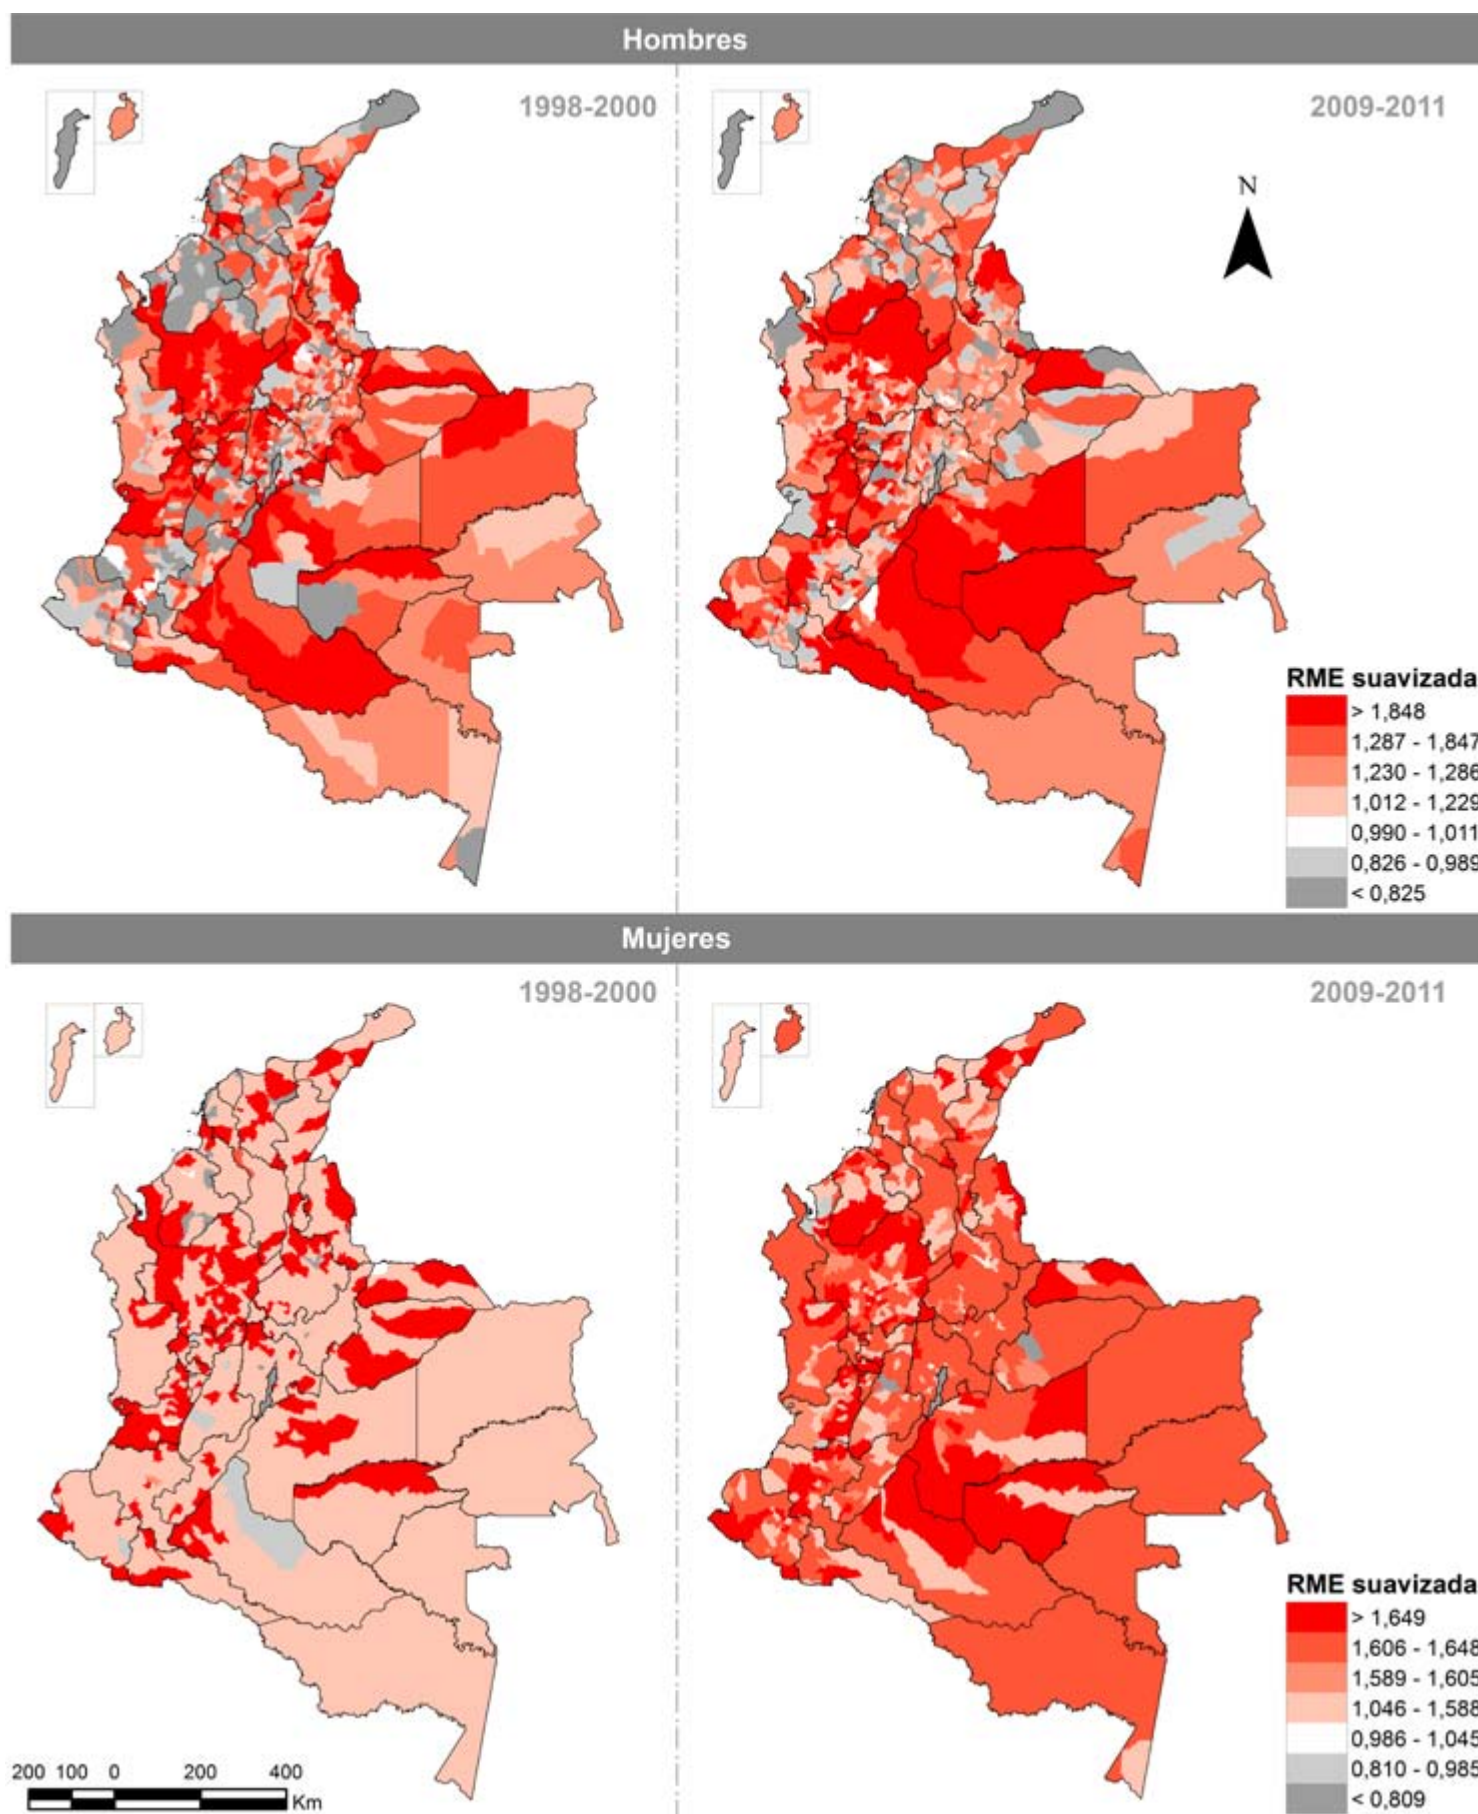 Hombres
1998-2000
2009-2011
N
RME suavizada
> 1,848
1,287 - 1,847
1,230 - 1,286
1,012 - 1,229
0,990 - 1,011
0,826 - 0,989
< 0,825
Mujeres
1998-2000
2009-2011
RME suavizada
> 1,649
1,606 - 1,648
1,589 - 1,605
1,046 - 1,588
0,986 - 1,045
0,810 - 0,985
< 0,809
200 100 0 200 400
Km